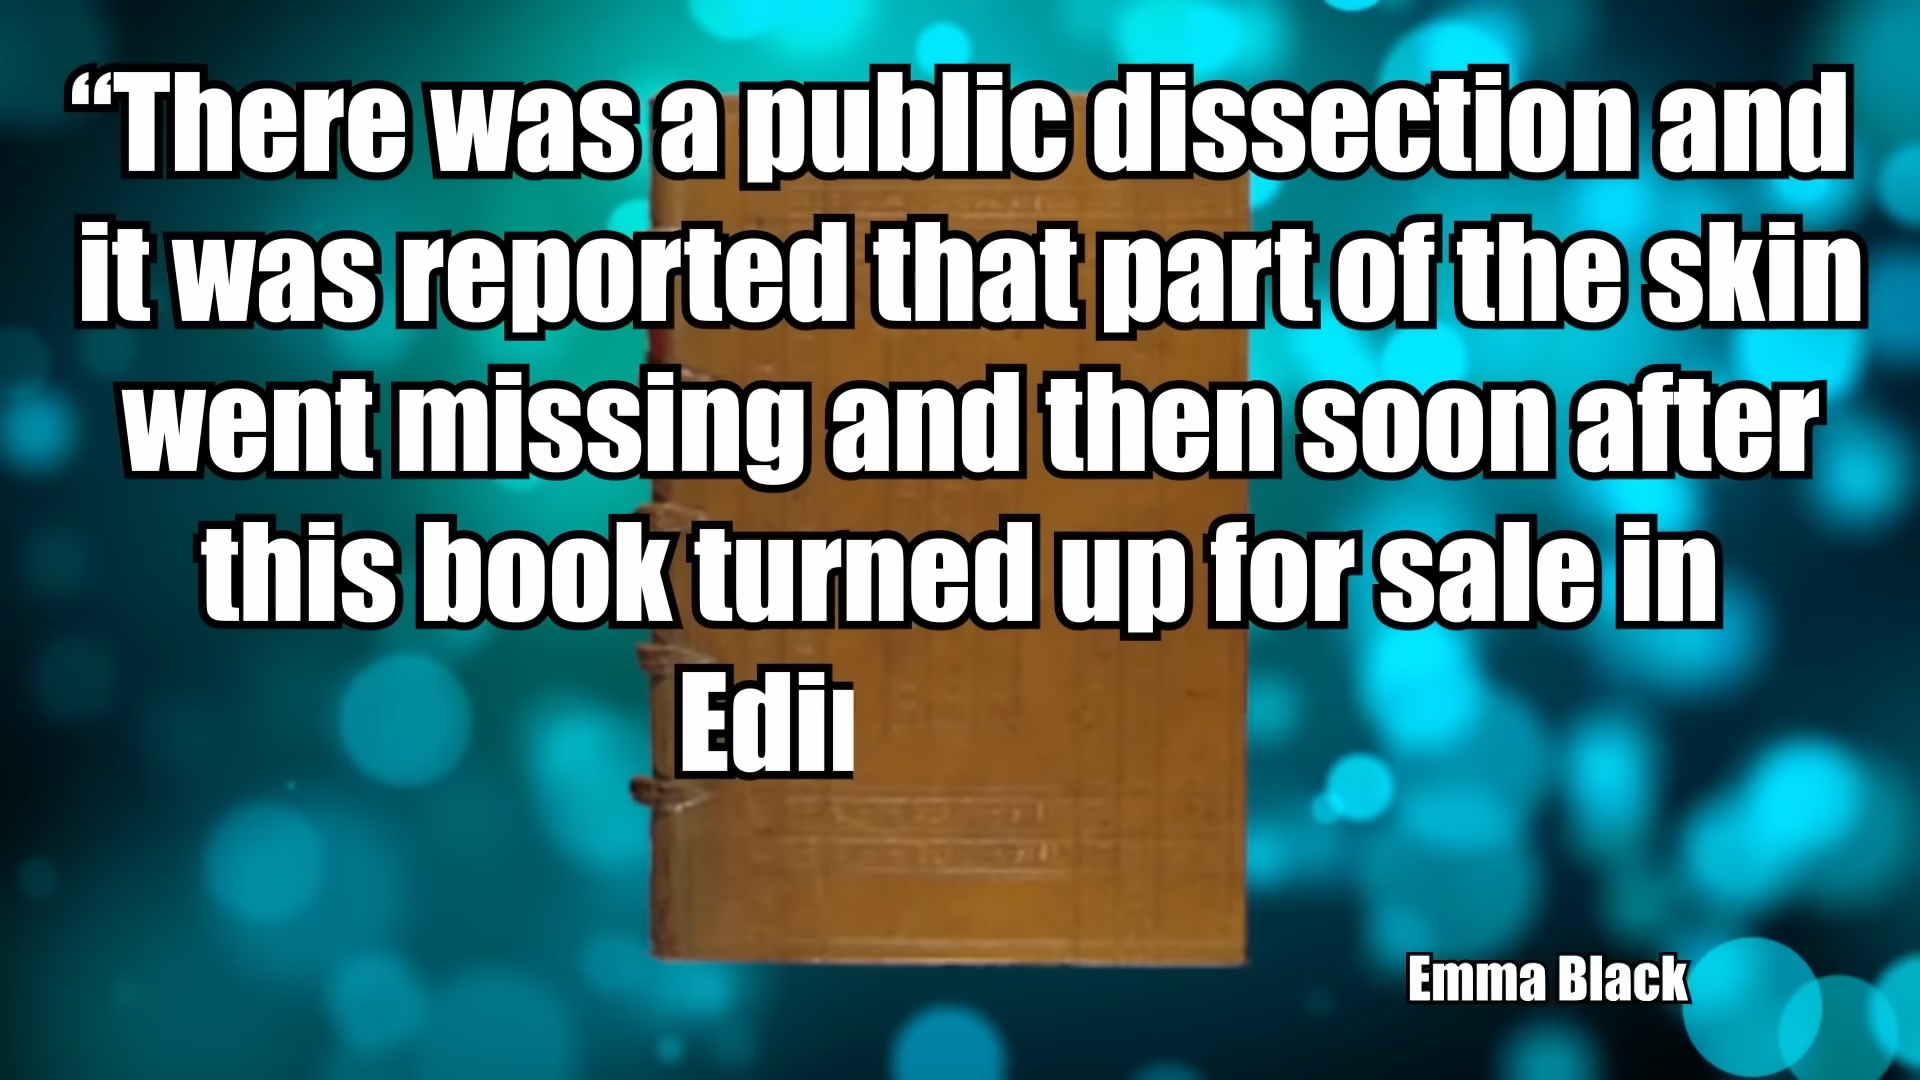 “There was a public dissection and
it was reported that part of the skin
went missing and then soon after
this book turned up for sale in
Edi
Emma Black